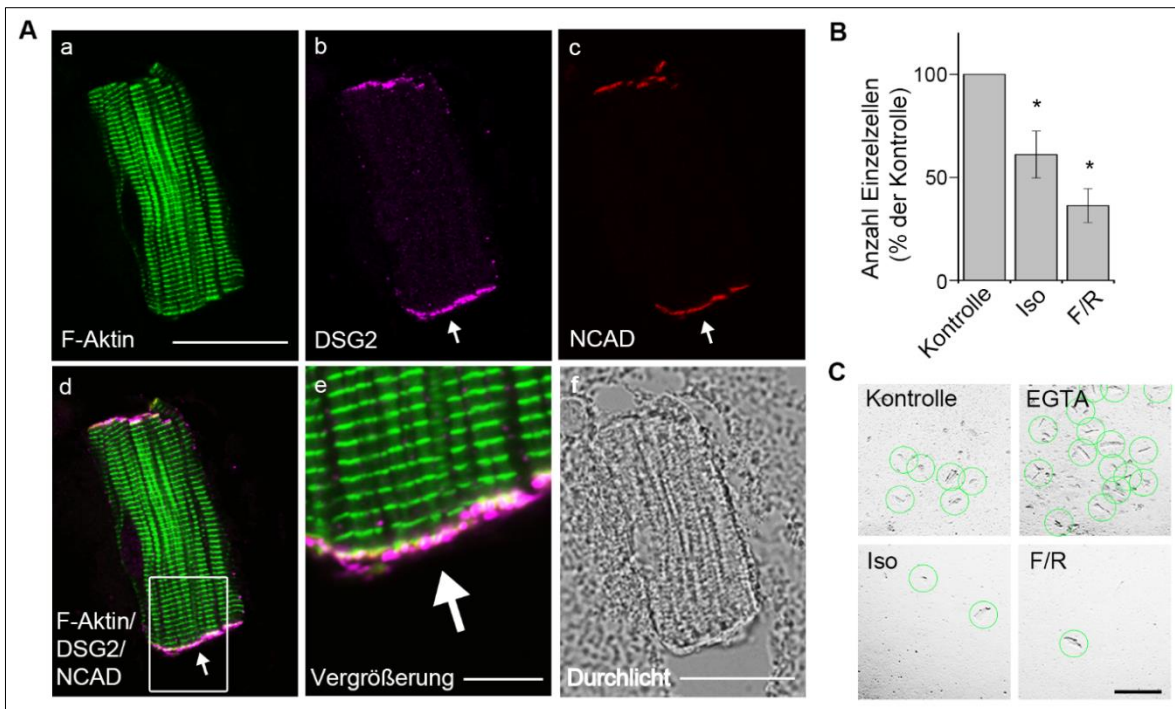 A
a
F-Aktin
b
DSG2
c
NCAD
d
F-Aktin/
DSG2/
NCAD
e
Vergrößerung
f
Durchlicht
B
Anzahl Einzelzellen
(% der Kontrolle)
100
50
0
*
*
Kontrolle
Iso
F/R
C
Kontrolle
EGTA
Iso
F/R